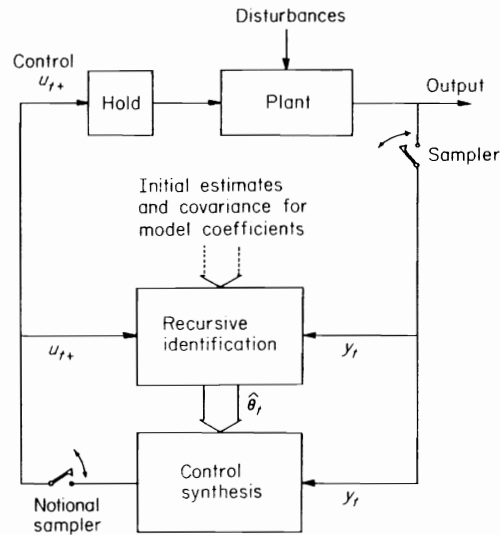 Disturbances
Control
u_{t+}
Hold
Plant
Output
Sampler
Initial estimates
and covariance for
model coefficients
Recursive
identification
u_{t+}
y_t
θ̂_t
Control
synthesis
y_t
Notional
sampler